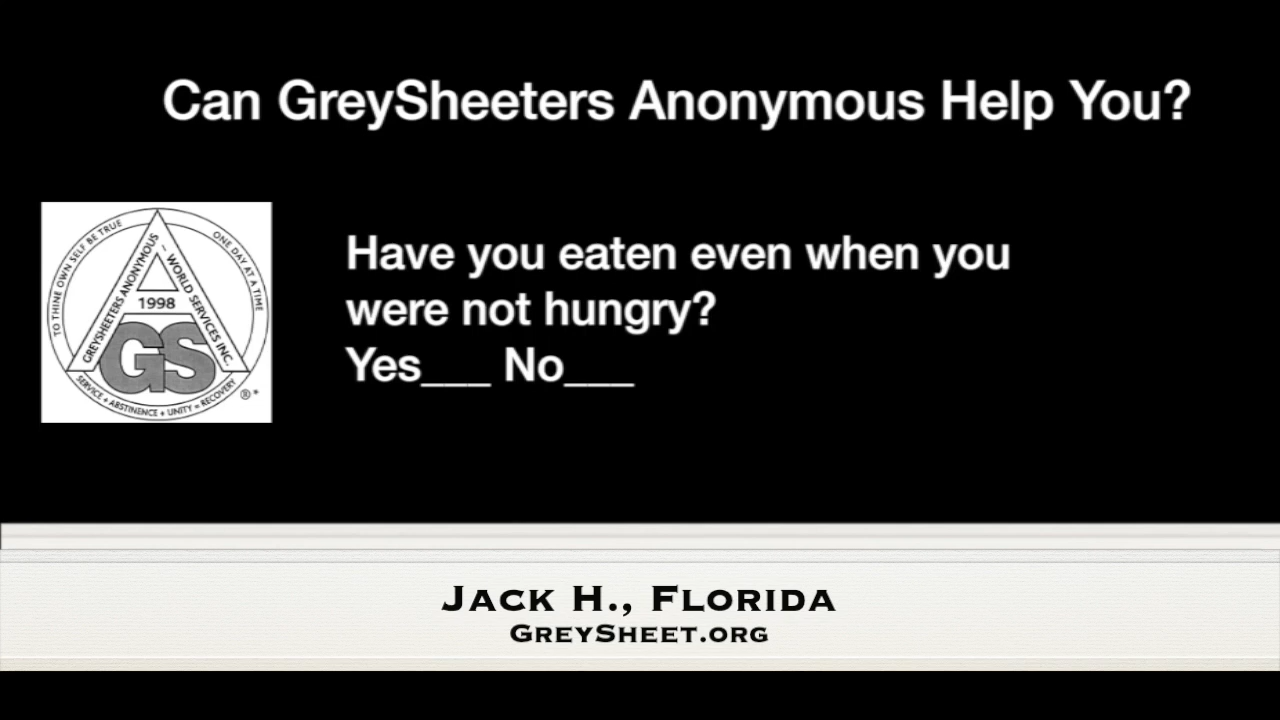 Can GreySheeters Anonymous Help You?
TO THINE OWN SELF BE TRUE
ONE DAY AT A TIME
GREYSHEETERS ANONYMOUS – WORLD SERVICES INC.
1998
GS
SERVICE + ABSTINENCE + UNITY = RECOVERY
®*
Have you eaten even when you
were not hungry?
Yes___ No___
JACK H., FLORIDA
GREYSHEET.ORG